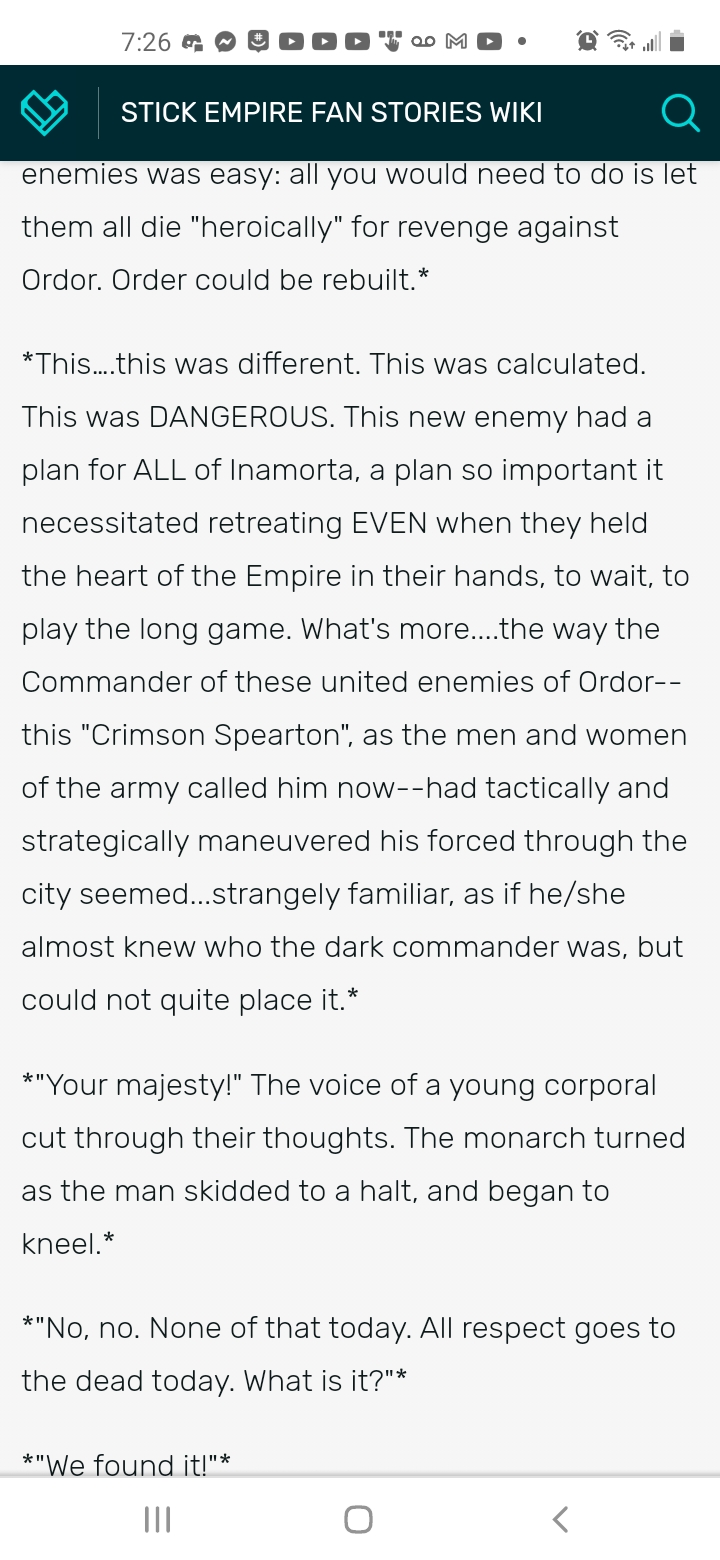 7:26
STICK EMPIRE FAN STORIES WIKI
enemies was easy: all you would need to do is let
them all die "heroically" for revenge against
Ordor. Order could be rebuilt.*
*This....this was different. This was calculated.
This was DANGEROUS. This new enemy had a
plan for ALL of Inamorta, a plan so important it
necessitated retreating EVEN when they held
the heart of the Empire in their hands, to wait, to
play the long game. What's more....the way the
Commander of these united enemies of Ordor--
this "Crimson Spearton", as the men and women
of the army called him now--had tactically and
strategically maneuvered his forced through the
city seemed...strangely familiar, as if he/she
almost knew who the dark commander was, but
could not quite place it.*
*"Your majesty!" The voice of a young corporal
cut through their thoughts. The monarch turned
as the man skidded to a halt, and began to
kneel.*
*"No, no. None of that today. All respect goes to
the dead today. What is it?"*
*"We found it!"*